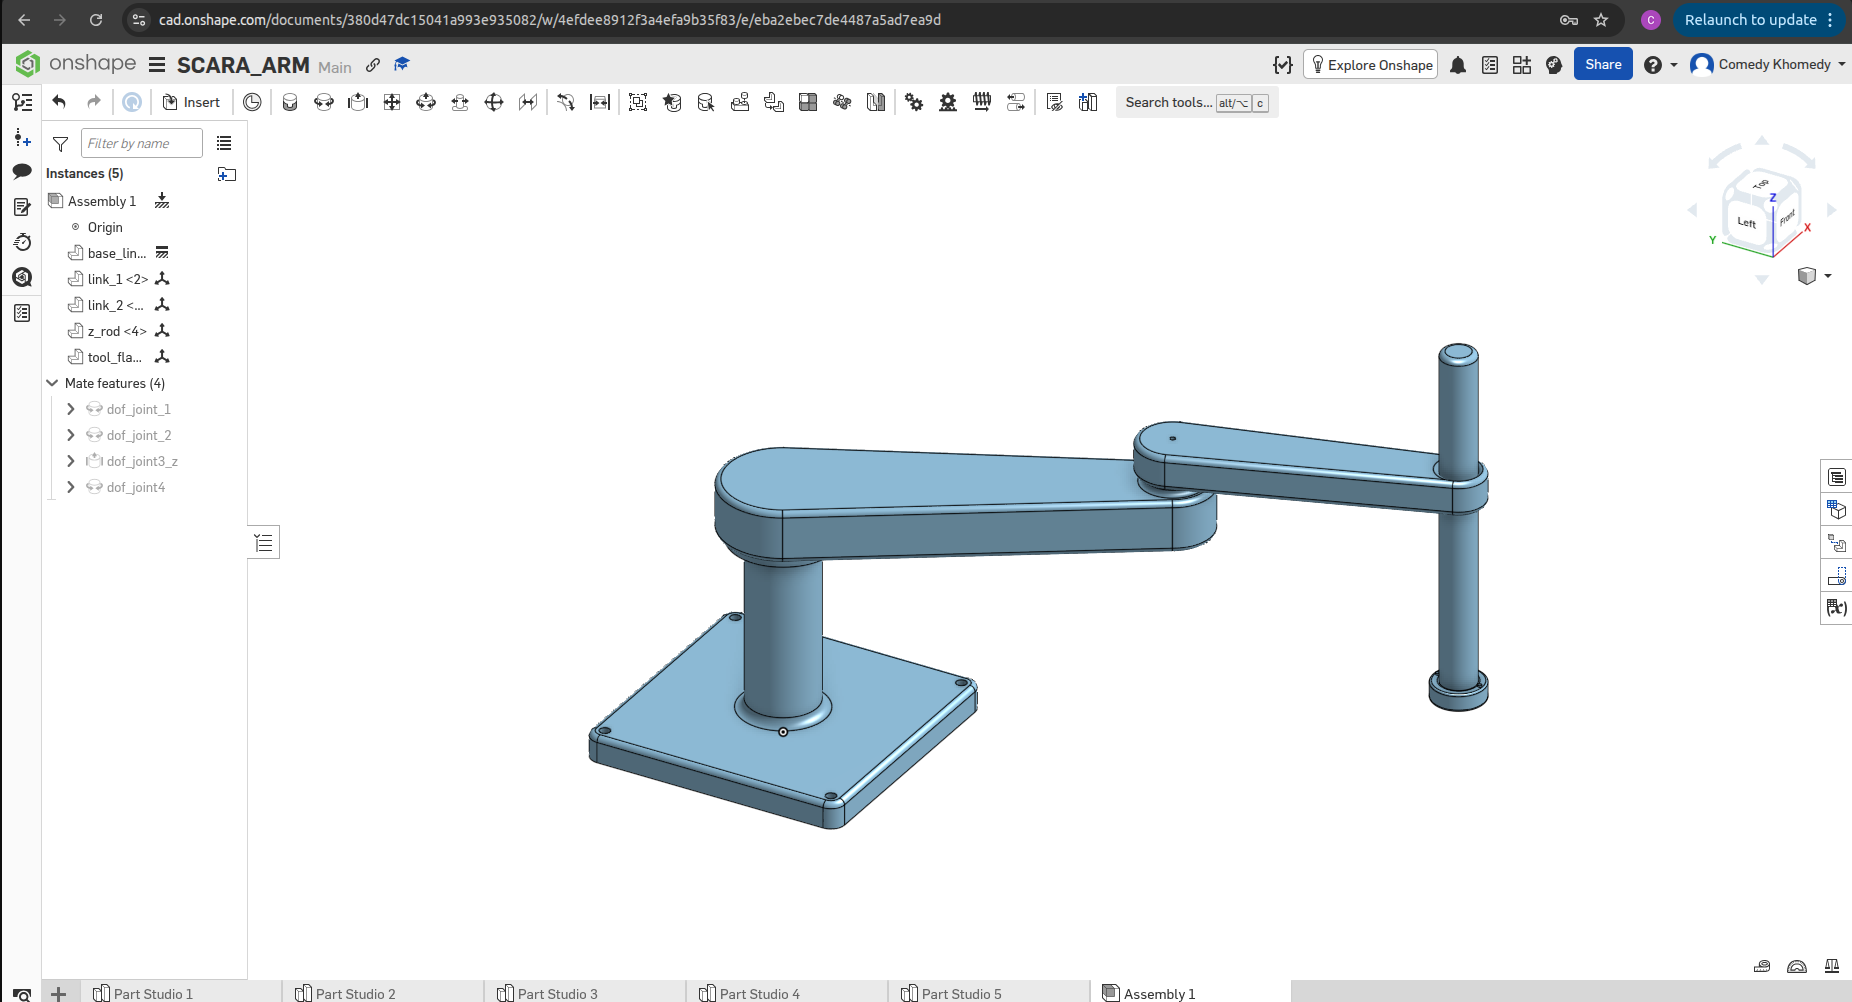 cad.onshape.com/documents/380d47dc15041a993e935082/w/4efdee8912f3a4efa9b35f83/e/eba2ebec7de4487a5ad7ea9d
C
Relaunch to update
onshape
SCARA_ARM Main
Explore Onshape
Share
Comedy Khomedy
Insert
Search tools... alt/⌥ c
Filter by name
Instances (5)
Assembly 1
Origin
base_lin...
link_1 <2>
link_2 <...
z_rod <4>
tool_fla...
Mate features (4)
dof_joint_1
dof_joint_2
dof_joint3_z
dof_joint4
Top
Z
Left
Front
X
Y
Part Studio 1
Part Studio 2
Part Studio 3
Part Studio 4
Part Studio 5
Assembly 1